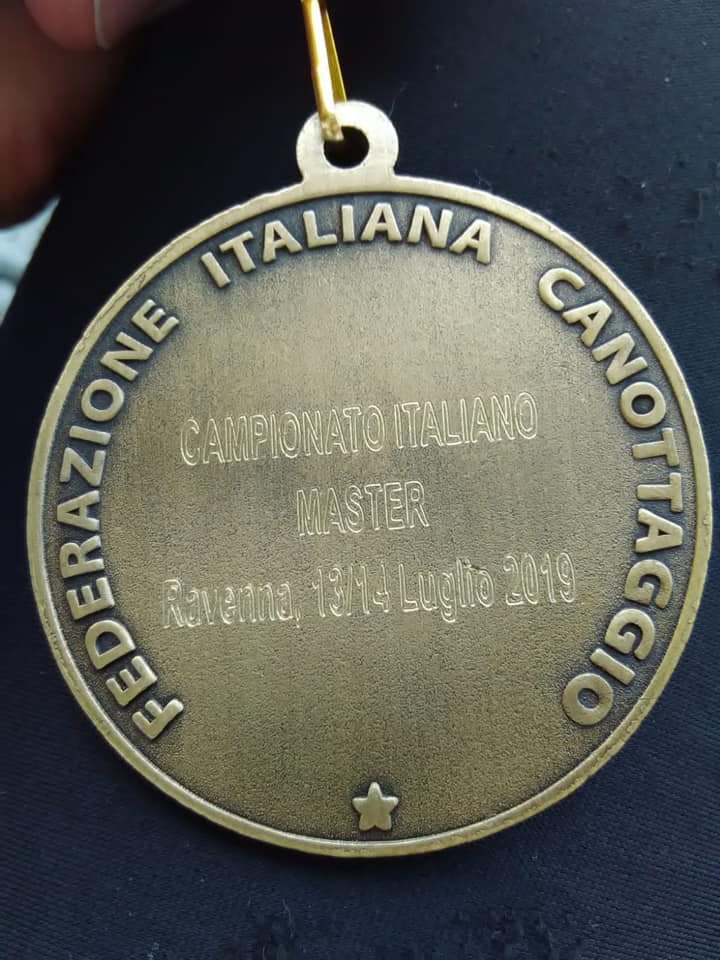 FEDERAZIONE ITALIANA CANOTTAGGIO
CAMPIONATO ITALIANO
MASTER
Ravenna, 13/14 Luglio 2019